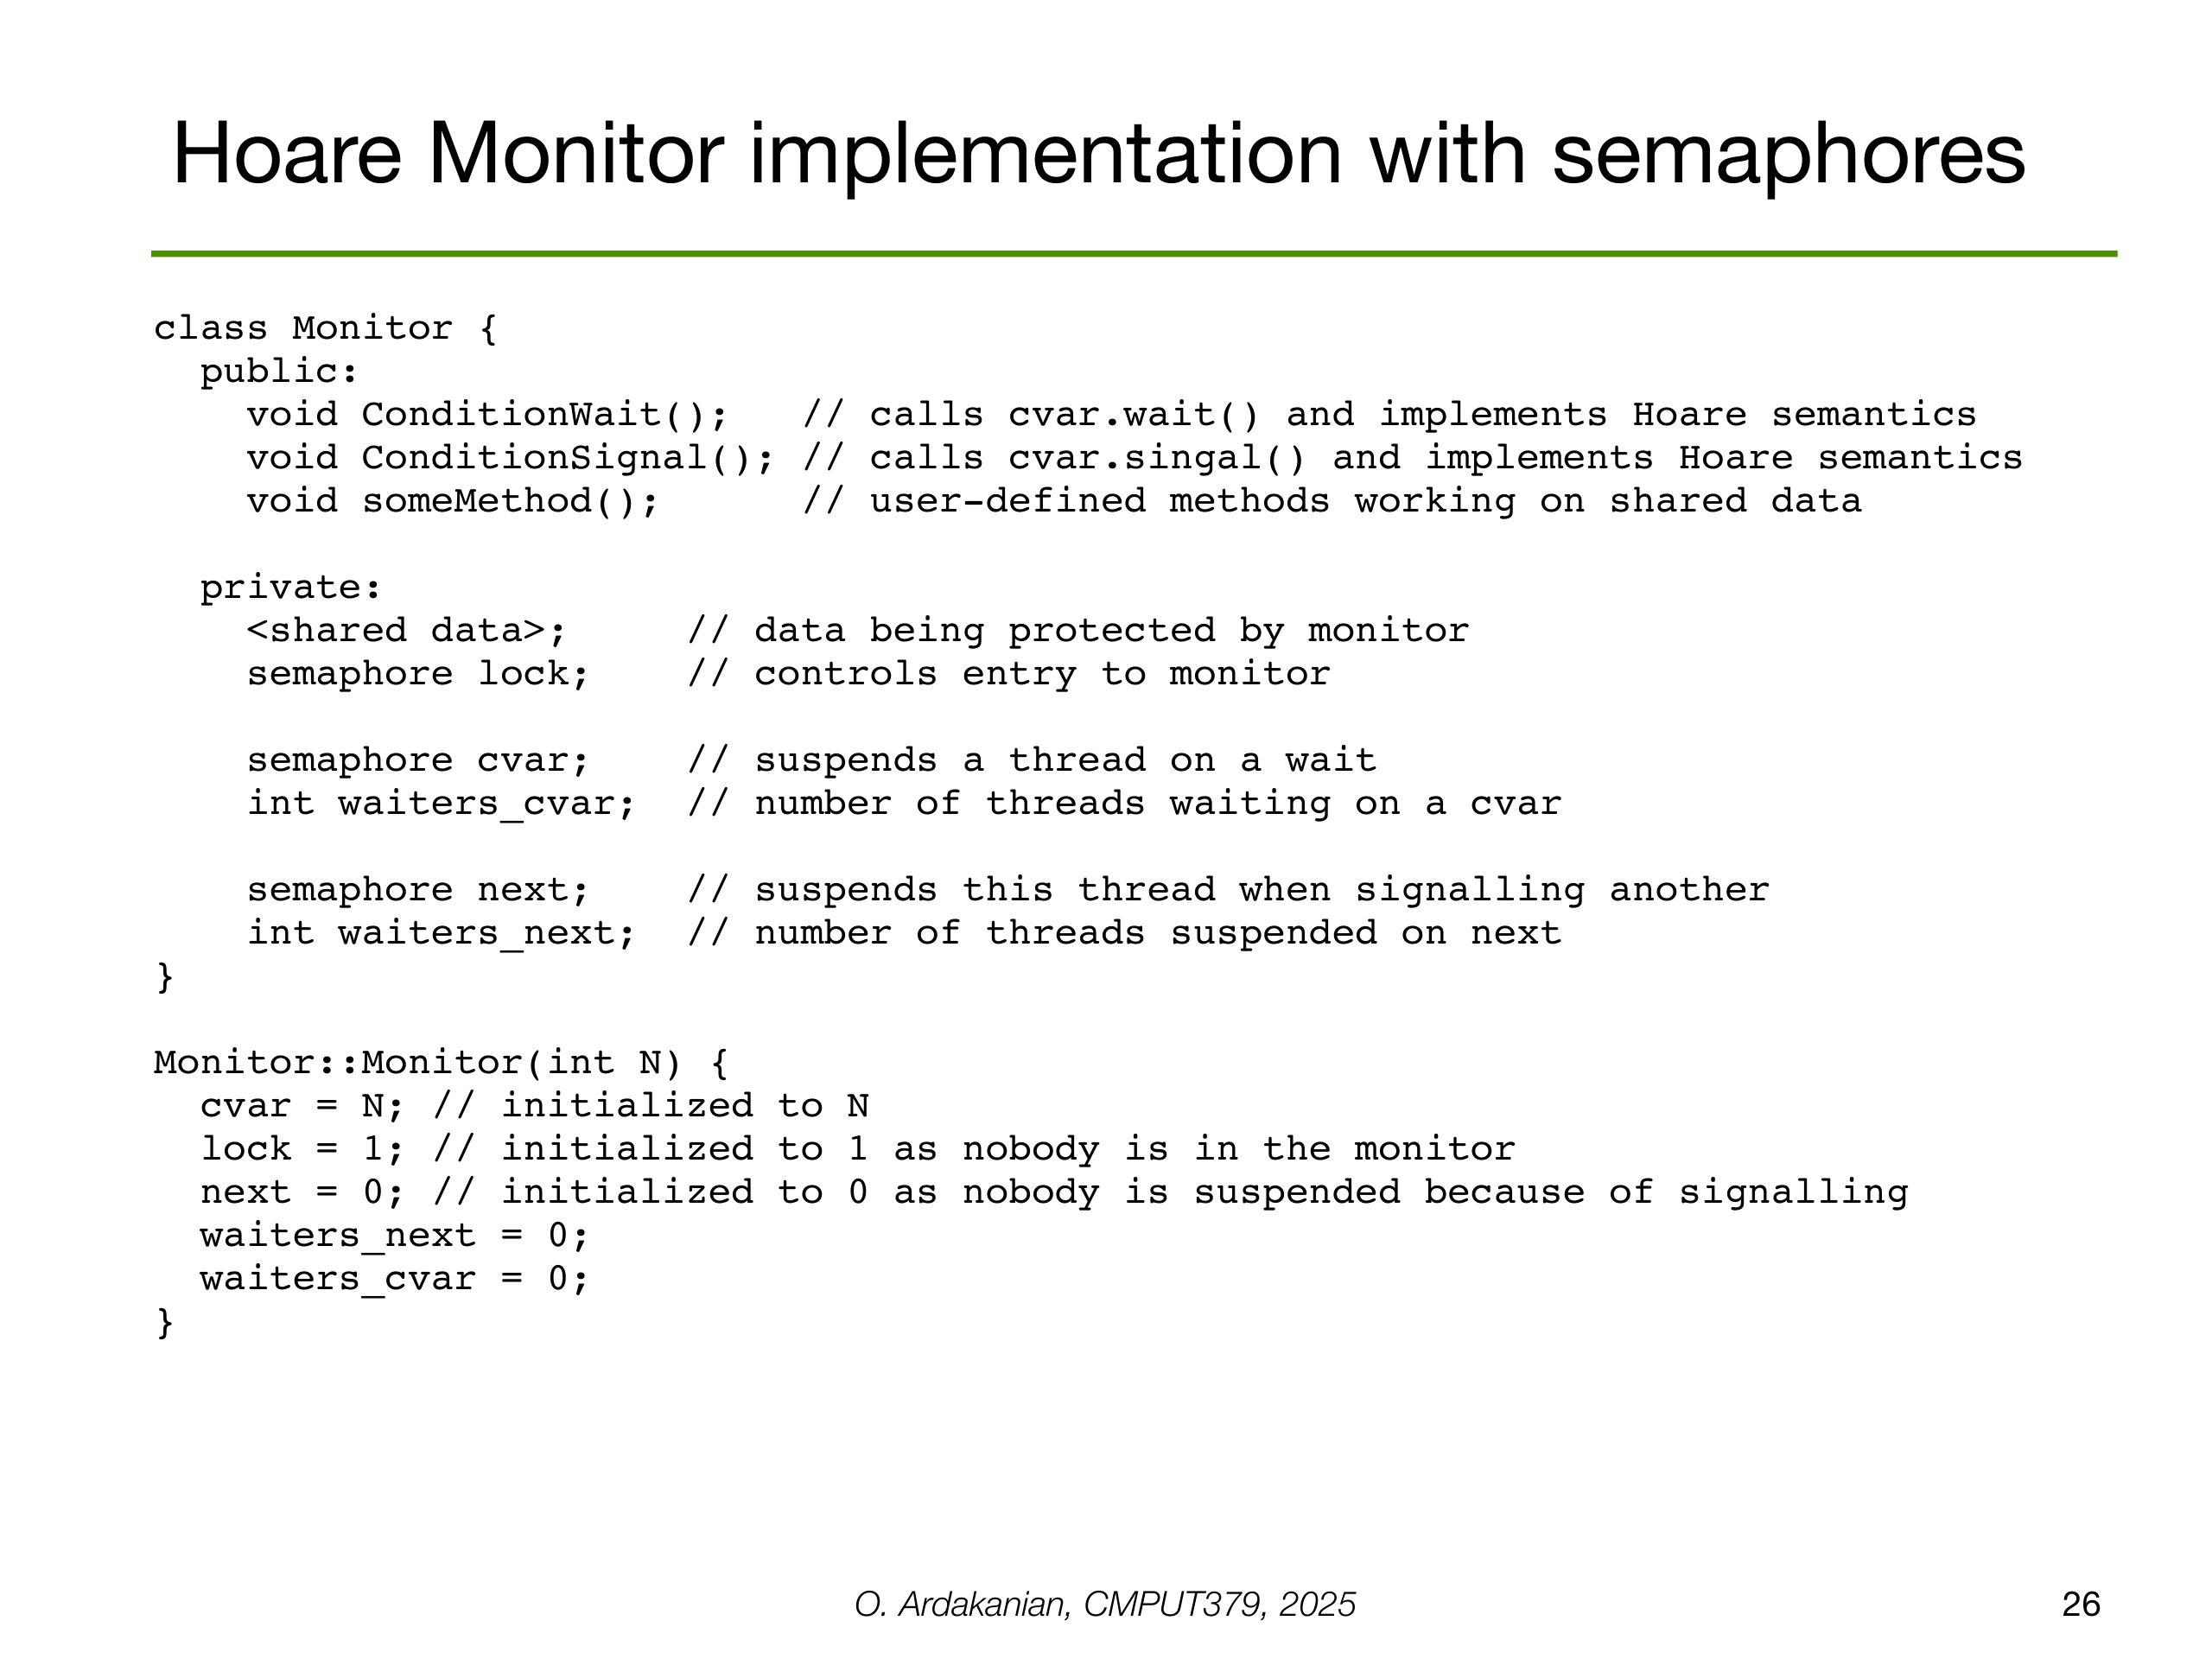 Hoare Monitor implementation with semaphores
class Monitor {
  public:
    void ConditionWait();   // calls cvar.wait() and implements Hoare semantics
    void ConditionSignal(); // calls cvar.singal() and implements Hoare semantics
    void someMethod();      // user-defined methods working on shared data
  private:
    <shared data>;     // data being protected by monitor
    semaphore lock;    // controls entry to monitor
    semaphore cvar;    // suspends a thread on a wait
    int waiters_cvar;  // number of threads waiting on a cvar
    semaphore next;    // suspends this thread when signalling another
    int waiters_next;  // number of threads suspended on next
}
Monitor::Monitor(int N) {
  cvar = N; // initialized to N
  lock = 1; // initialized to 1 as nobody is in the monitor
  next = 0; // initialized to 0 as nobody is suspended because of signalling
  waiters_next = 0;
  waiters_cvar = 0;
}
O. Ardakanian, CMPUT379, 2025
26